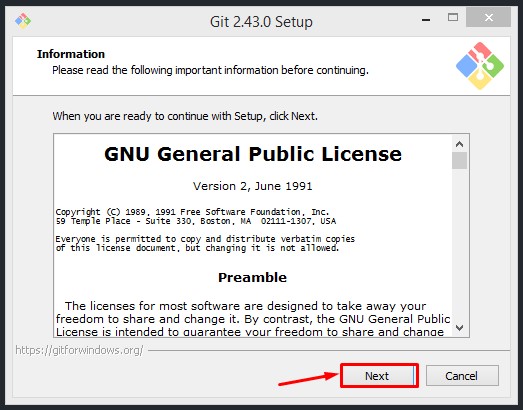 Git 2.43.0 Setup
Information
Please read the following important information before continuing.
When you are ready to continue with Setup, click Next.
GNU General Public License
Version 2, June 1991
Copyright (C) 1989, 1991 Free Software Foundation, Inc.
59 Temple Place - Suite 330, Boston, MA  02111-1307, USA
Everyone is permitted to copy and distribute verbatim copies
of this license document, but changing it is not allowed.
Preamble
The licenses for most software are designed to take away your
freedom to share and change it. By contrast, the GNU General Public
License is intended to guarantee your freedom to share and change
https://gitforwindows.org/
Next
Cancel